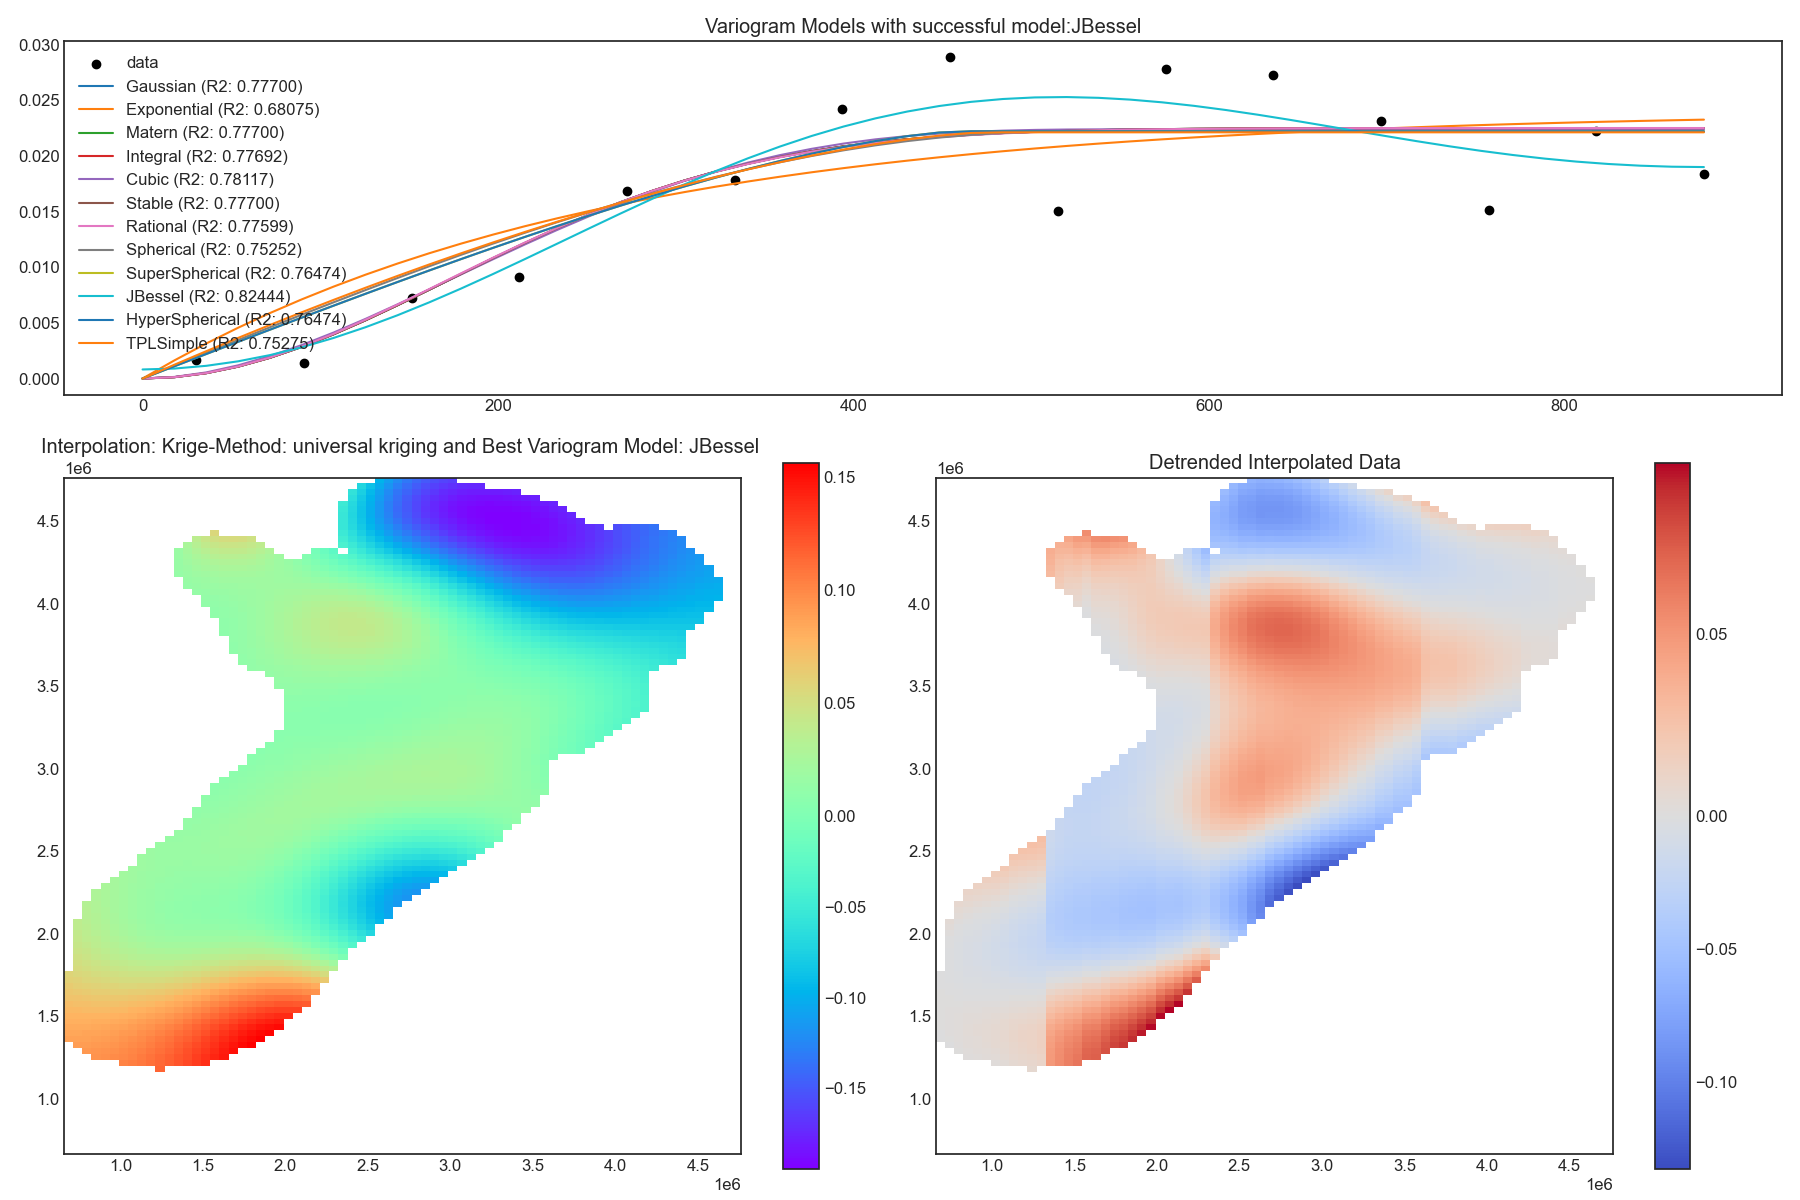 Variogram Models with successful model:JBessel
0.030
0.025
0.020
0.015
0.010
0.005
0.000
data
Gaussian (R2: 0.77700)
Exponential (R2: 0.68075)
Matern (R2: 0.77700)
Integral (R2: 0.77692)
Cubic (R2: 0.78117)
Stable (R2: 0.77700)
Rational (R2: 0.77599)
Spherical (R2: 0.75252)
SuperSpherical (R2: 0.76474)
JBessel (R2: 0.82444)
HyperSpherical (R2: 0.76474)
TPLSimple (R2: 0.75275)
0 200 400 600 800
Interpolation: Krige-Method: universal kriging and Best Variogram Model: JBessel
1e6
4.5
4.0
3.5
3.0
2.5
2.0
1.5
1.0
1.0 1.5 2.0 2.5 3.0 3.5 4.0 4.5
1e6
0.15
0.10
0.05
0.00
−0.05
−0.10
−0.15
Detrended Interpolated Data
1e6
4.5
4.0
3.5
3.0
2.5
2.0
1.5
1.0
1.0 1.5 2.0 2.5 3.0 3.5 4.0 4.5
1e6
0.05
0.00
−0.05
−0.10